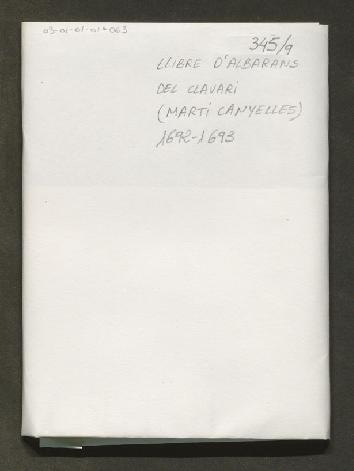 03-01-01-01-063
345/9
LLIBRE D'ALBARANS
DEL CLAVARI
(MARTÍ CANYELLES)
1692-1693